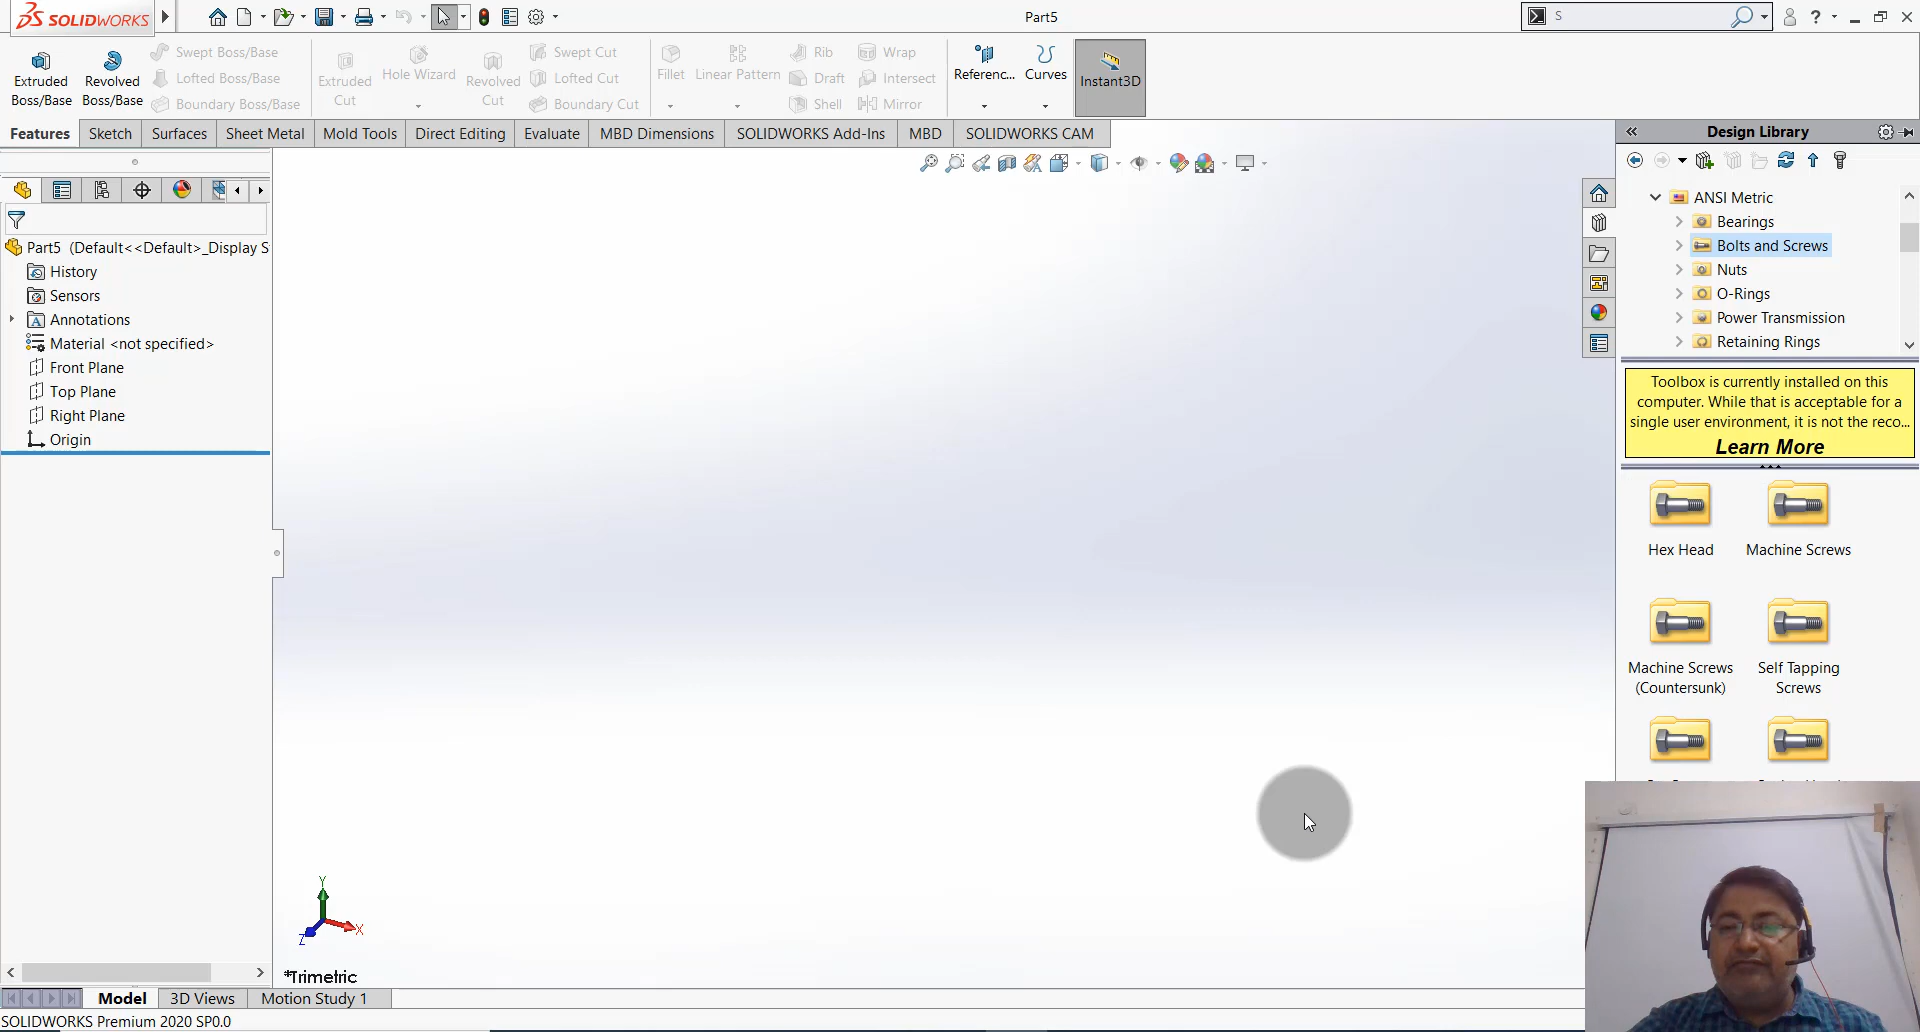 SOLIDWORKS
Part5
S
Extruded Boss/Base
Revolved Boss/Base
Swept Boss/Base
Lofted Boss/Base
Boundary Boss/Base
Extruded Cut
Hole Wizard
Revolved Cut
Swept Cut
Lofted Cut
Boundary Cut
Fillet
Linear Pattern
Rib
Draft
Shell
Wrap
Intersect
Mirror
Referenc...
Curves
Instant3D
Features
Sketch
Surfaces
Sheet Metal
Mold Tools
Direct Editing
Evaluate
MBD Dimensions
SOLIDWORKS Add-Ins
MBD
SOLIDWORKS CAM
Part5 (Default<<Default>_Display S
History
Sensors
Annotations
Material <not specified>
Front Plane
Top Plane
Right Plane
Origin
Y
X
Z
*Trimetric
Design Library
ANSI Metric
Bearings
Bolts and Screws
Nuts
O-Rings
Power Transmission
Retaining Rings
Toolbox is currently installed on this
computer. While that is acceptable for a
single user environment, it is not the reco...
Learn More
Hex Head
Machine Screws
Machine Screws
(Countersunk)
Self Tapping
Screws
Model
3D Views
Motion Study 1
SOLIDWORKS Premium 2020 SP0.0